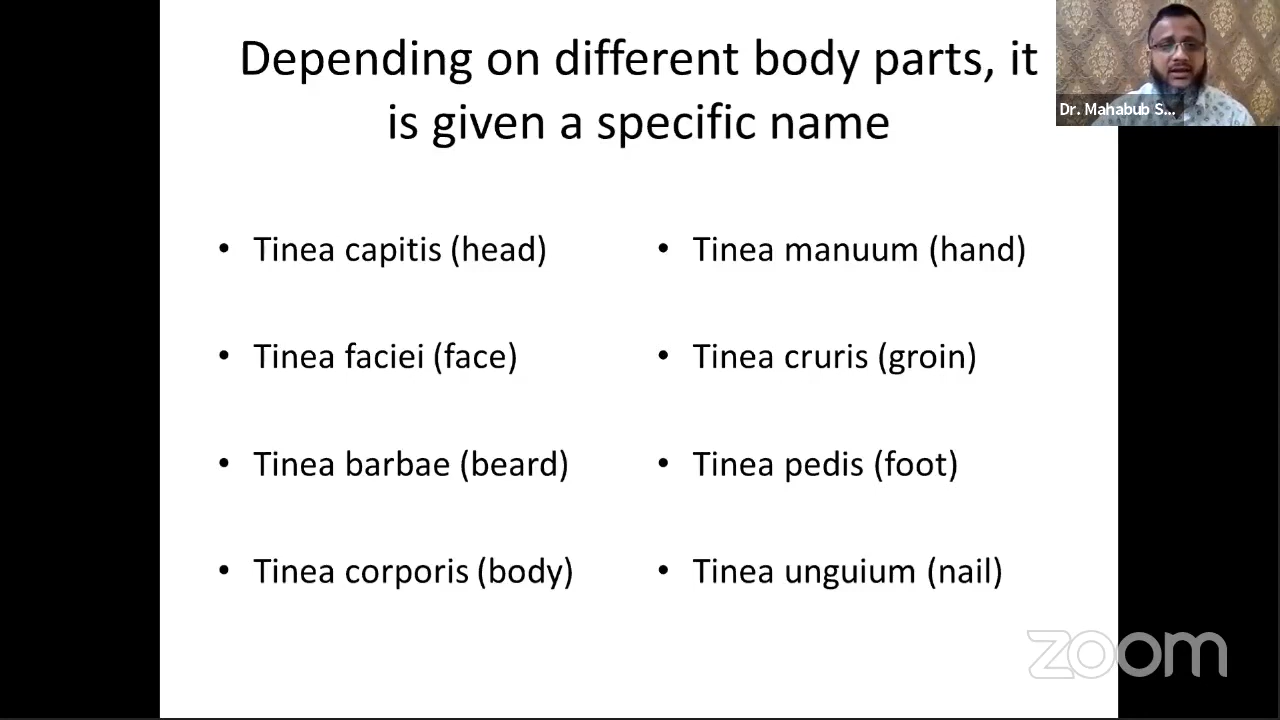 Depending on different body parts, it
is given a specific name
Dr. Mahabub S...
• Tinea capitis (head)
• Tinea faciei (face)
• Tinea barbae (beard)
• Tinea corporis (body)
• Tinea manuum (hand)
• Tinea cruris (groin)
• Tinea pedis (foot)
• Tinea unguium (nail)
zoom